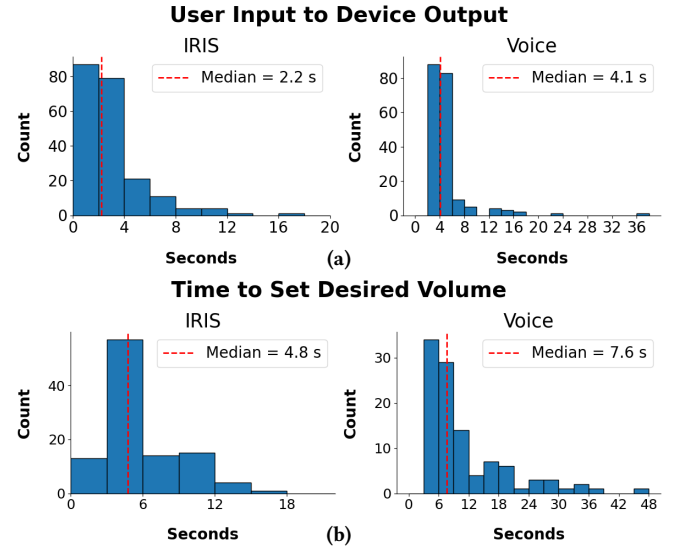 User Input to Device Output
IRIS
Voice
Median = 2.2 s
Median = 4.1 s
Count
80
60
40
20
0
0 4 8 12 16 20
Seconds
Count
80
60
40
20
0
0 4 8 12 16 20 24 28 32 36
Seconds
(a)
Time to Set Desired Volume
IRIS
Voice
Median = 4.8 s
Median = 7.6 s
Count
40
20
0
0 6 12 18
Seconds
Count
30
20
10
0
0 6 12 18 24 30 36 42 48
Seconds
(b)